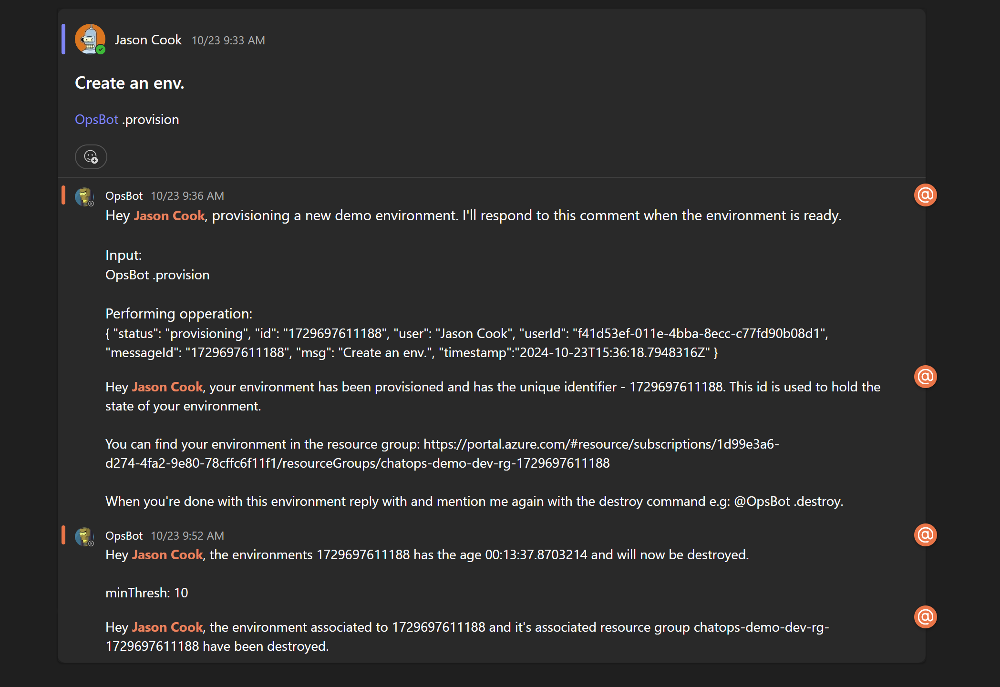 Jason Cook 10/23 9:33 AM
Create an env.
OpsBot .provision
OpsBot 10/23 9:36 AM
Hey Jason Cook, provisioning a new demo environment. I'll respond to this comment when the environment is ready.
Input:
OpsBot .provision
Performing opperation:
{ "status": "provisioning", "id": "1729697611188", "user": "Jason Cook", "userId": "f41d53ef-011e-4bba-8ecc-c77fd90b08d1",
"messageId": "1729697611188", "msg": "Create an env.", "timestamp":"2024-10-23T15:36:18.7948316Z" }
Hey Jason Cook, your environment has been provisioned and has the unique identifier - 1729697611188. This id is used to hold the
state of your environment.
You can find your environment in the resource group: https://portal.azure.com/#resource/subscriptions/1d99e3a6-
d274-4fa2-9e80-78cffc6f11f1/resourceGroups/chatops-demo-dev-rg-1729697611188
When you're done with this environment reply with and mention me again with the destroy command e.g: @OpsBot .destroy.
OpsBot 10/23 9:52 AM
Hey Jason Cook, the environments 1729697611188 has the age 00:13:37.8703214 and will now be destroyed.
minThresh: 10
Hey Jason Cook, the environment associated to 1729697611188 and it's associated resource group chatops-demo-dev-rg-
1729697611188 have been destroyed.